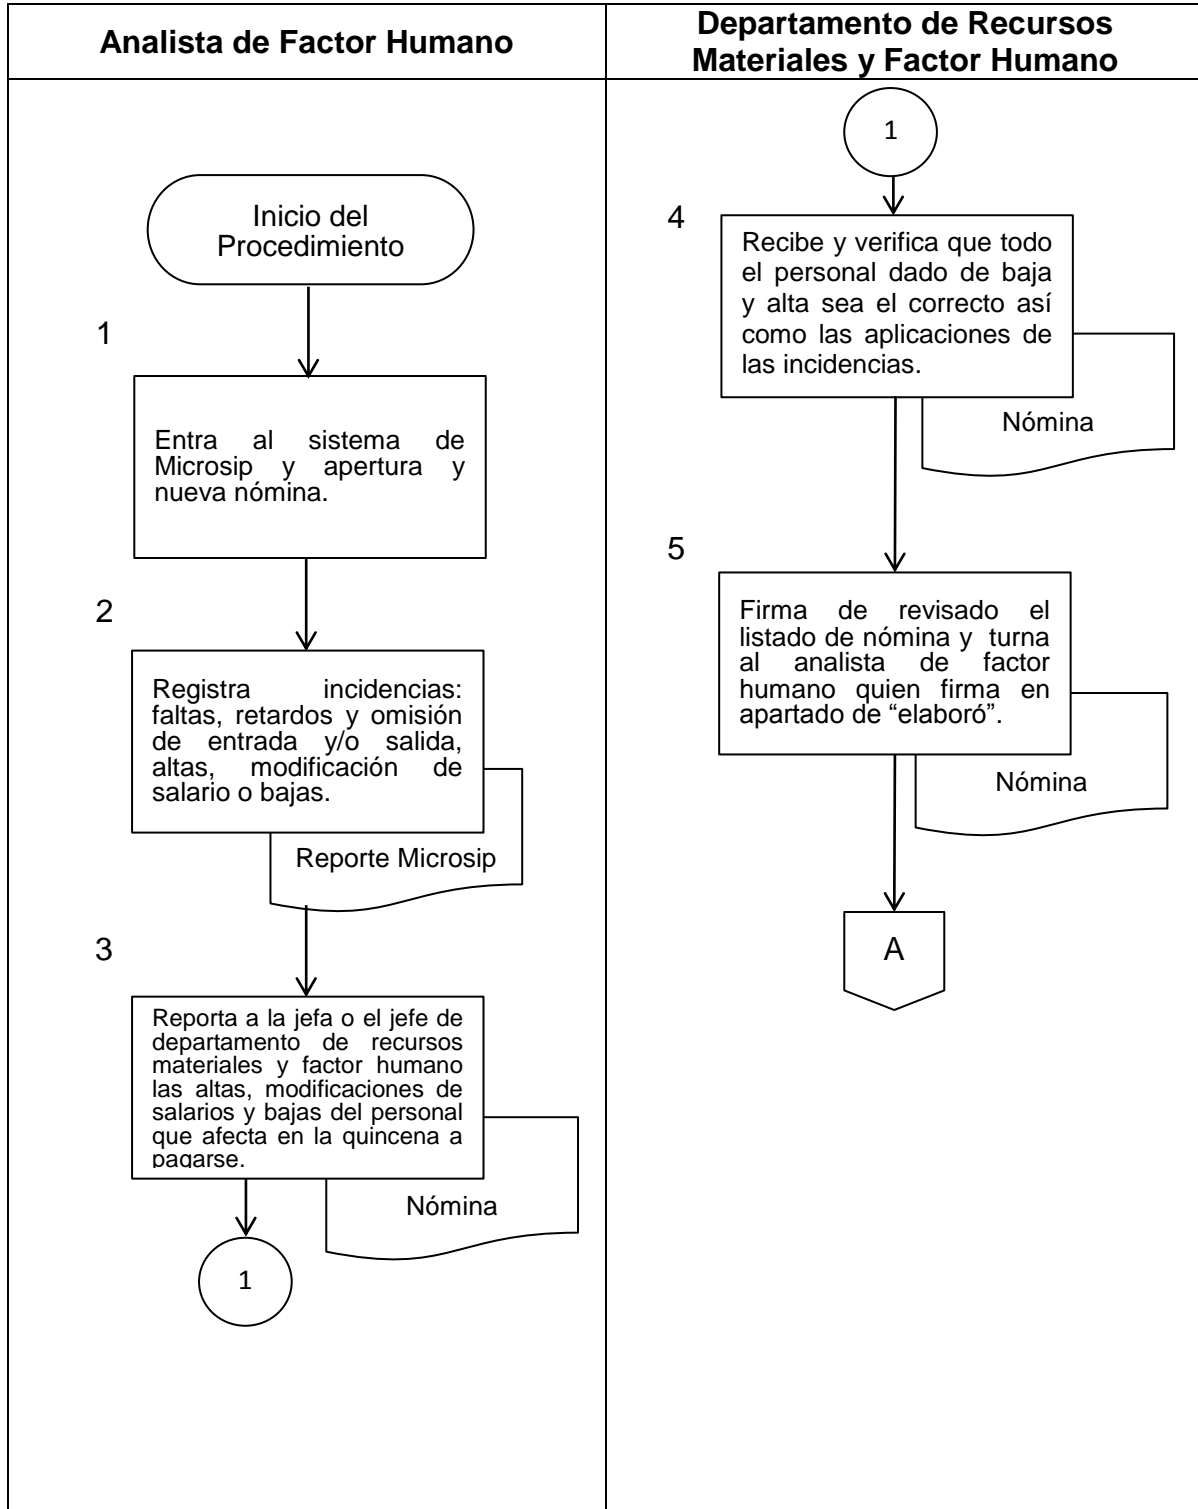 Analista de Factor Humano
Departamento de Recursos
Materiales y Factor Humano
Inicio del
Procedimiento
1
Entra al sistema de
Microsip y apertura y
nueva nómina.
2
Registra incidencias:
faltas, retardos y omisión
de entrada y/o salida,
altas, modificación de
salario o bajas.
Reporte Microsip
3
Reporta a la jefa o el jefe de
departamento de recursos
materiales y factor humano
las altas, modificaciones de
salarios y bajas del personal
que afecta en la quincena a
pagarse.
Nómina
1
1
4
Recibe y verifica que todo
el personal dado de baja
y alta sea el correcto así
como las aplicaciones de
las incidencias.
Nómina
5
Firma de revisado el
listado de nómina y turna
al analista de factor
humano quien firma en
apartado de “elaboró”.
Nómina
A